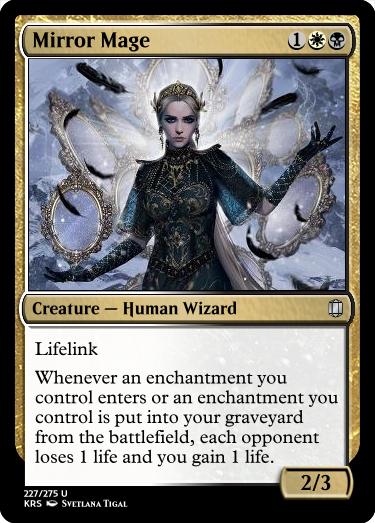 Mirror Mage 1
Creature — Human Wizard
Lifelink
Whenever an enchantment you
control enters or an enchantment you
control is put into your graveyard
from the battlefield, each opponent
loses 1 life and you gain 1 life.
2/3
227/275 U
KRS Svetlana Tigal